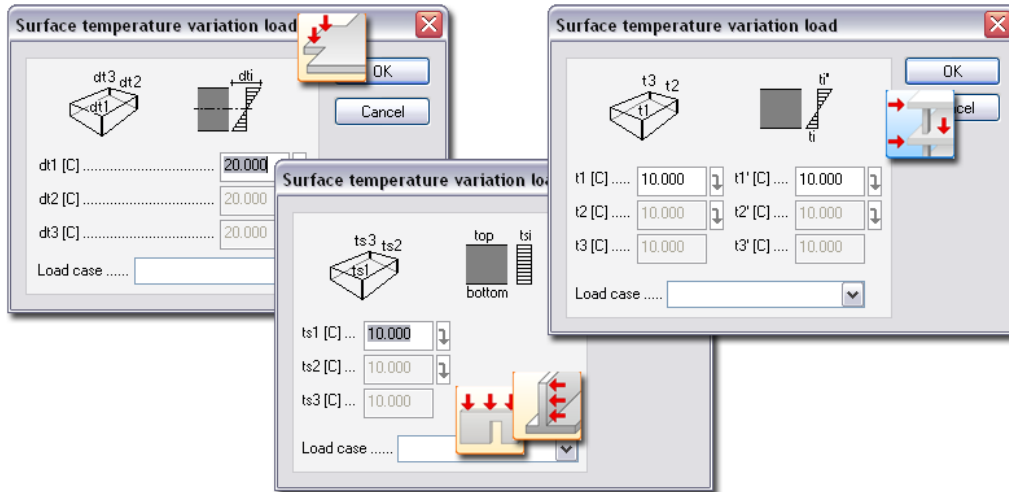 Surface temperature variation load
dt3 dt2
dt1
dti
OK
Cancel
dt1 [C] ........................................ 20.000
dt2 [C] ........................................ 20.000
dt3 [C] ........................................ 20.000
Load case ......
Surface temperature variation
ts3 ts2
ts1
top tsi
bottom
ts1 [C] ... 10.000
ts2 [C] ... 10.000
ts3 [C] ... 10.000
Load case ......
Surface temperature variation load
t3 t2
t1
ti'
ti
OK
t1 [C] ..... 10.000 t1' [C] .... 10.000
t2 [C] ..... 10.000 t2' [C] .... 10.000
t3 [C] ..... 10.000 t3' [C] .... 10.000
Load case .....